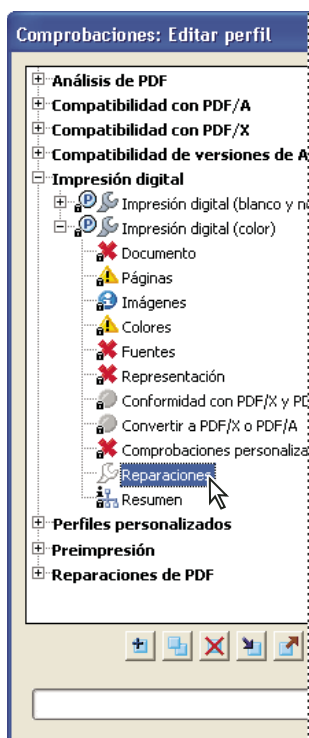 Comprobaciones: Editar perfil
Análisis de PDF
Compatibilidad con PDF/A
Compatibilidad con PDF/X
Compatibilidad de versiones de A
Impresión digital
Impresión digital (blanco y n
Impresión digital (color)
Documento
Páginas
Imágenes
Colores
Fuentes
Representación
Conformidad con PDF/X y PD
Convertir a PDF/X o PDF/A
Comprobaciones personaliza
Reparaciones
Resumen
Perfiles personalizados
Preimpresión
Reparaciones de PDF